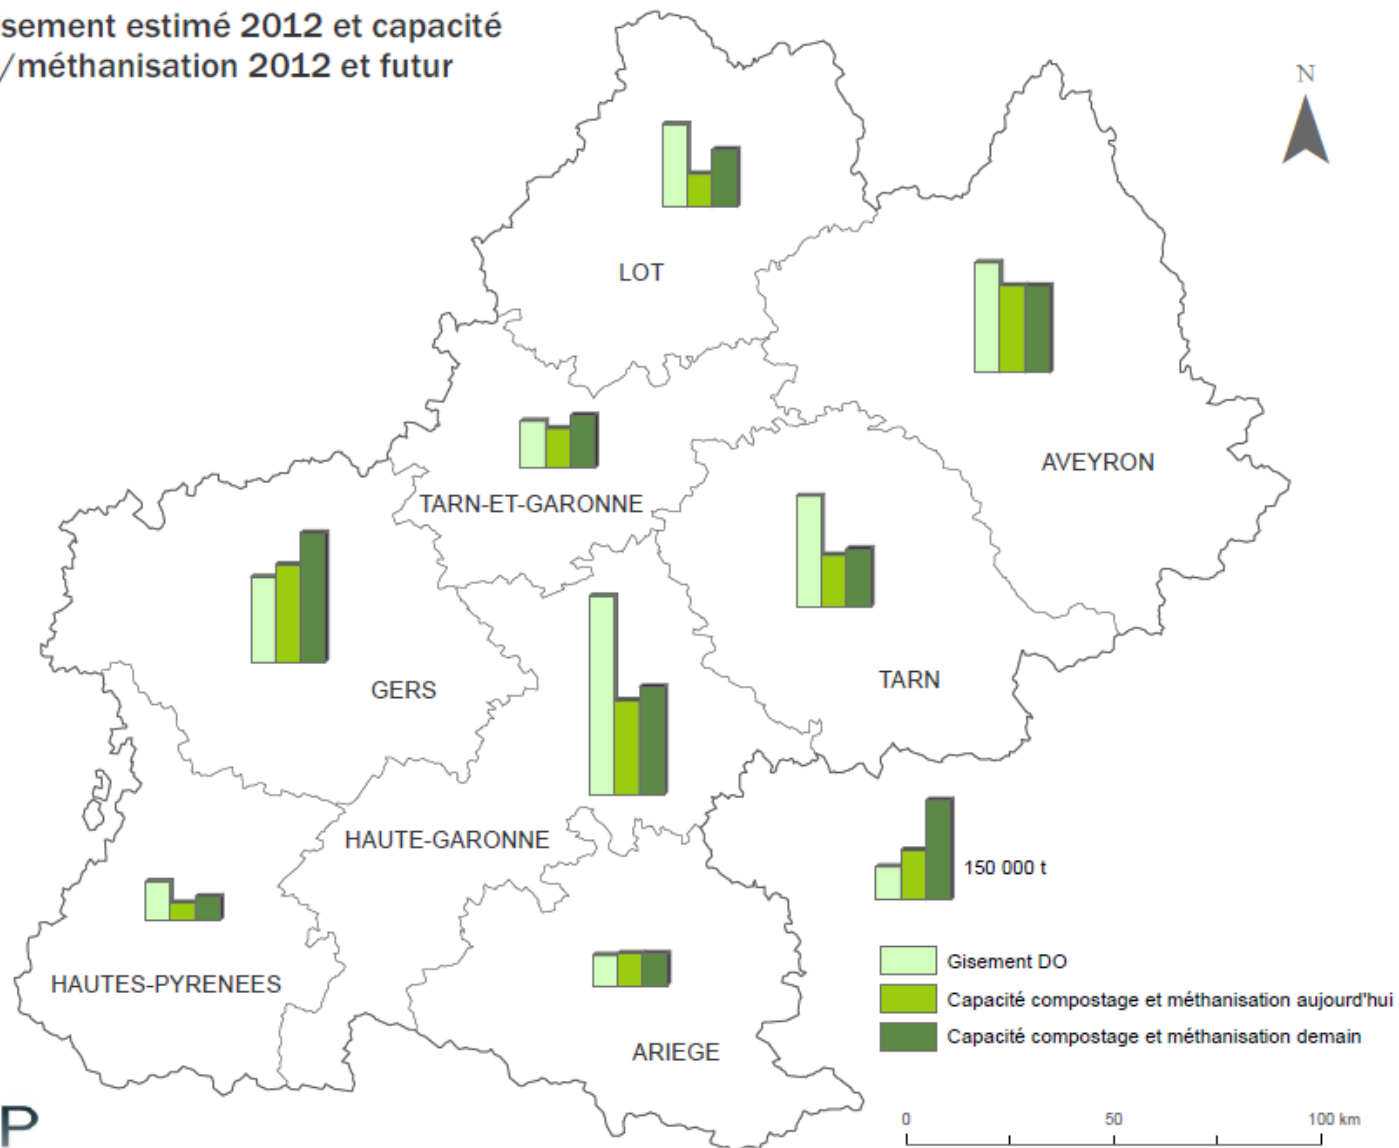 sement estimé 2012 et capacité
/méthanisation 2012 et futur
N
LOT
AVEYRON
TARN-ET-GARONNE
GERS
TARN
HAUTE-GARONNE
150 000 t
HAUTES-PYRENEES
Gisement DO
Capacité compostage et méthanisation aujourd'hui
Capacité compostage et méthanisation demain
ARIEGE
P
0 50 100 km